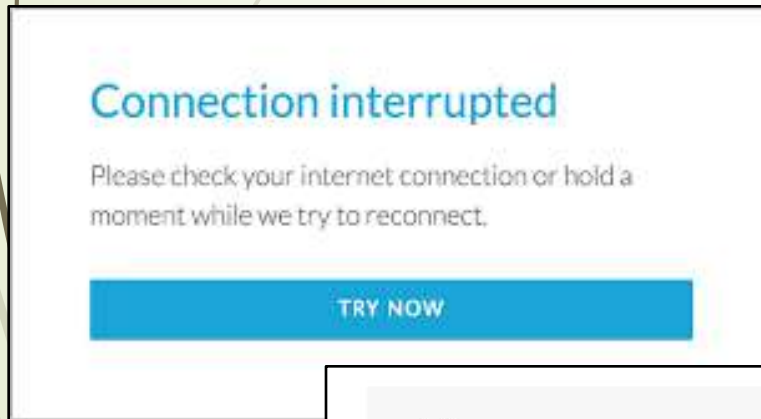 Connection interrupted
Please check your internet connection or hold a
moment while we try to reconnect.
TRY NOW